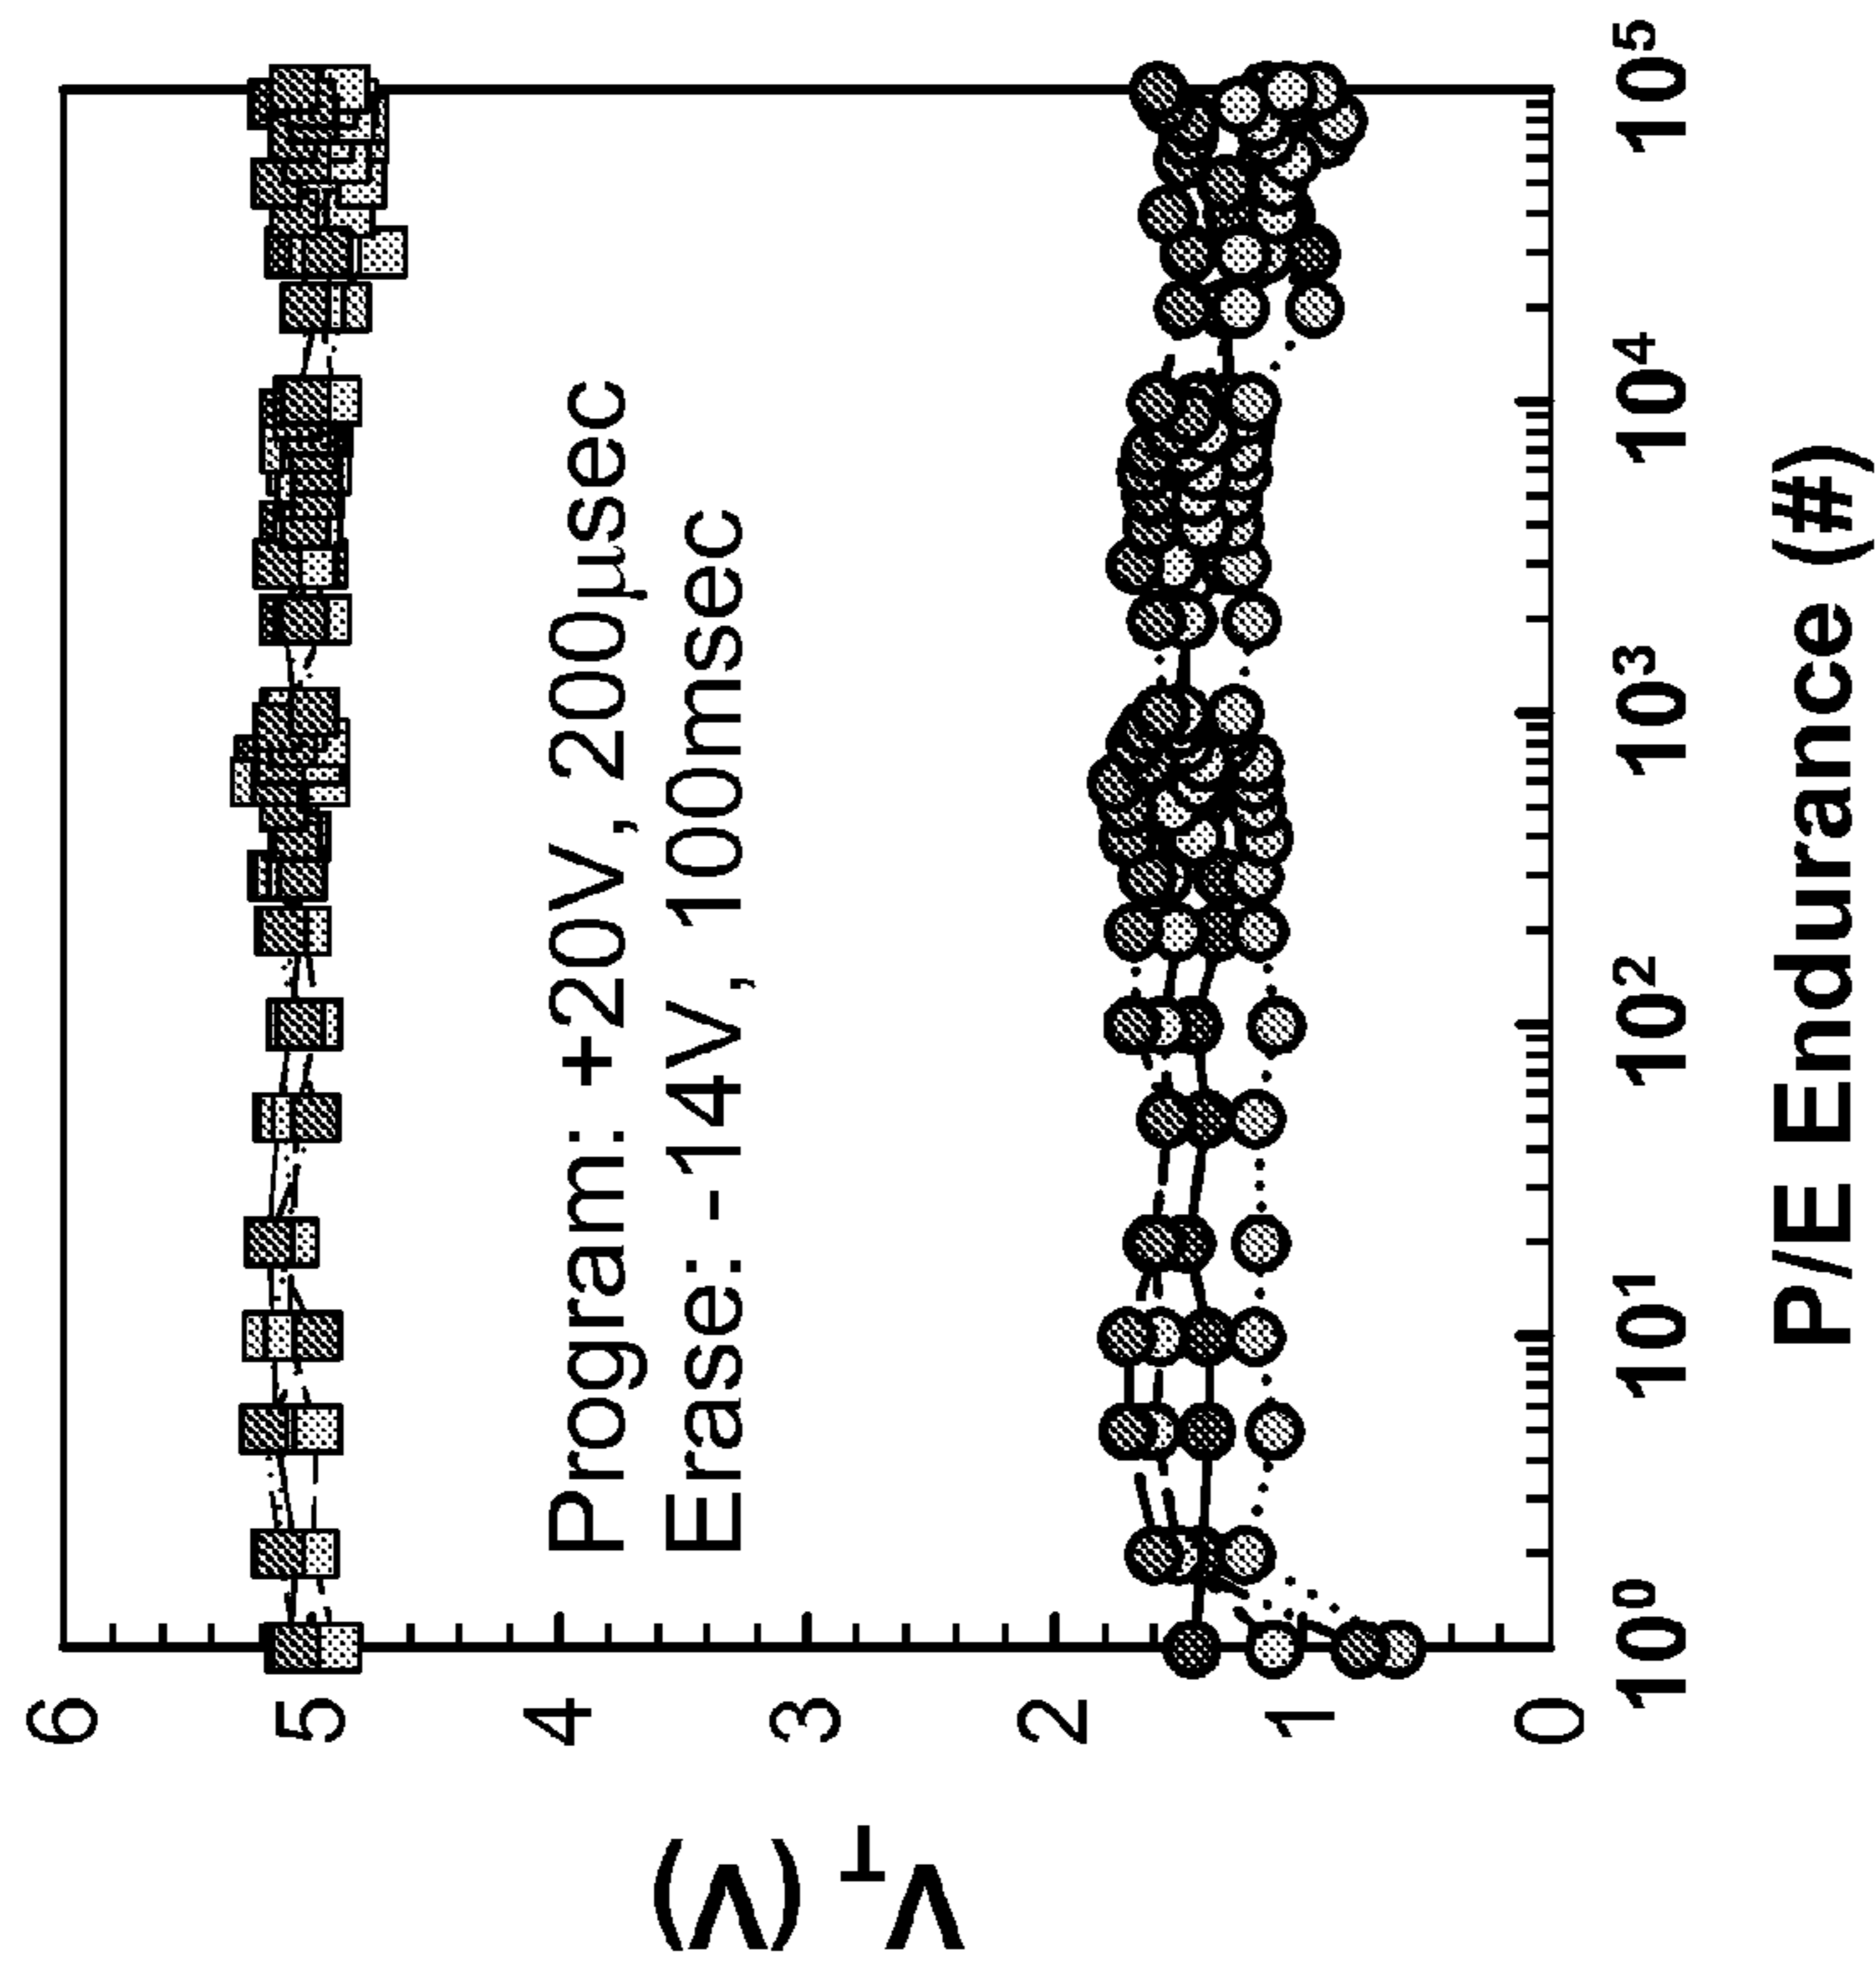 6
5
4
3
2
1
0
V_T (V)
Program: +20V, 200µsec
Erase: -14V, 100msec
10⁰ 10¹ 10² 10³ 10⁴ 10⁵
P/E Endurance (#)